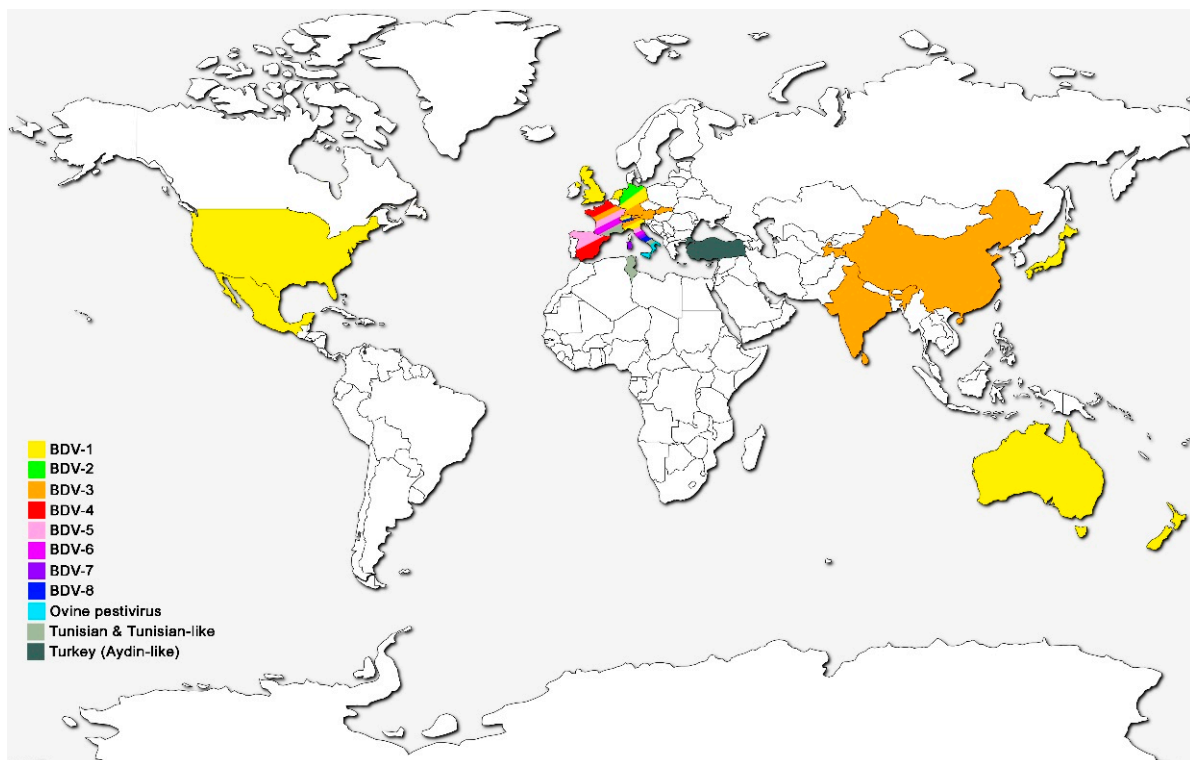 BDV-1
BDV-2
BDV-3
BDV-4
BDV-5
BDV-6
BDV-7
BDV-8
Ovine pestivirus
Tunisian & Tunisian-like
Turkey (Aydin-like)